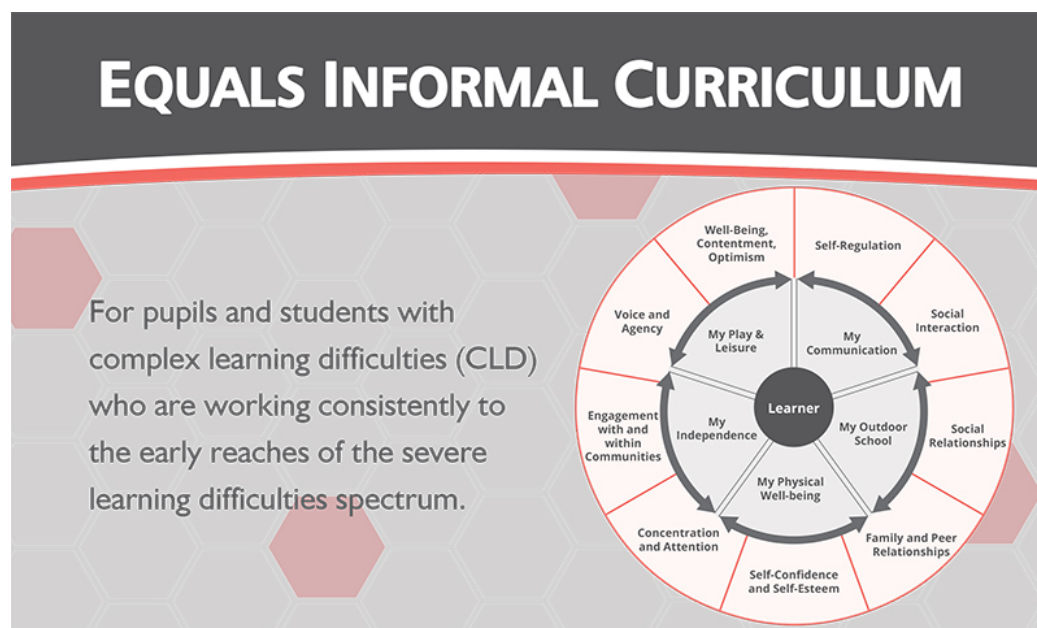 EQUALS INFORMAL CURRICULUM
For pupils and students with
complex learning difficulties (CLD)
who are working consistently to
the early reaches of the severe
learning difficulties spectrum.
Well-Being,
Contentment,
Optimism
Self-Regulation
Social
Interaction
Social
Relationships
Family and Peer
Relationships
Self-Confidence
and Self-Esteem
Concentration
and Attention
Engagement
with and
within
Communities
Voice and
Agency
My Play &
Leisure
My
Communication
My Outdoor
School
My Physical
Well-being
My
Independence
Learner